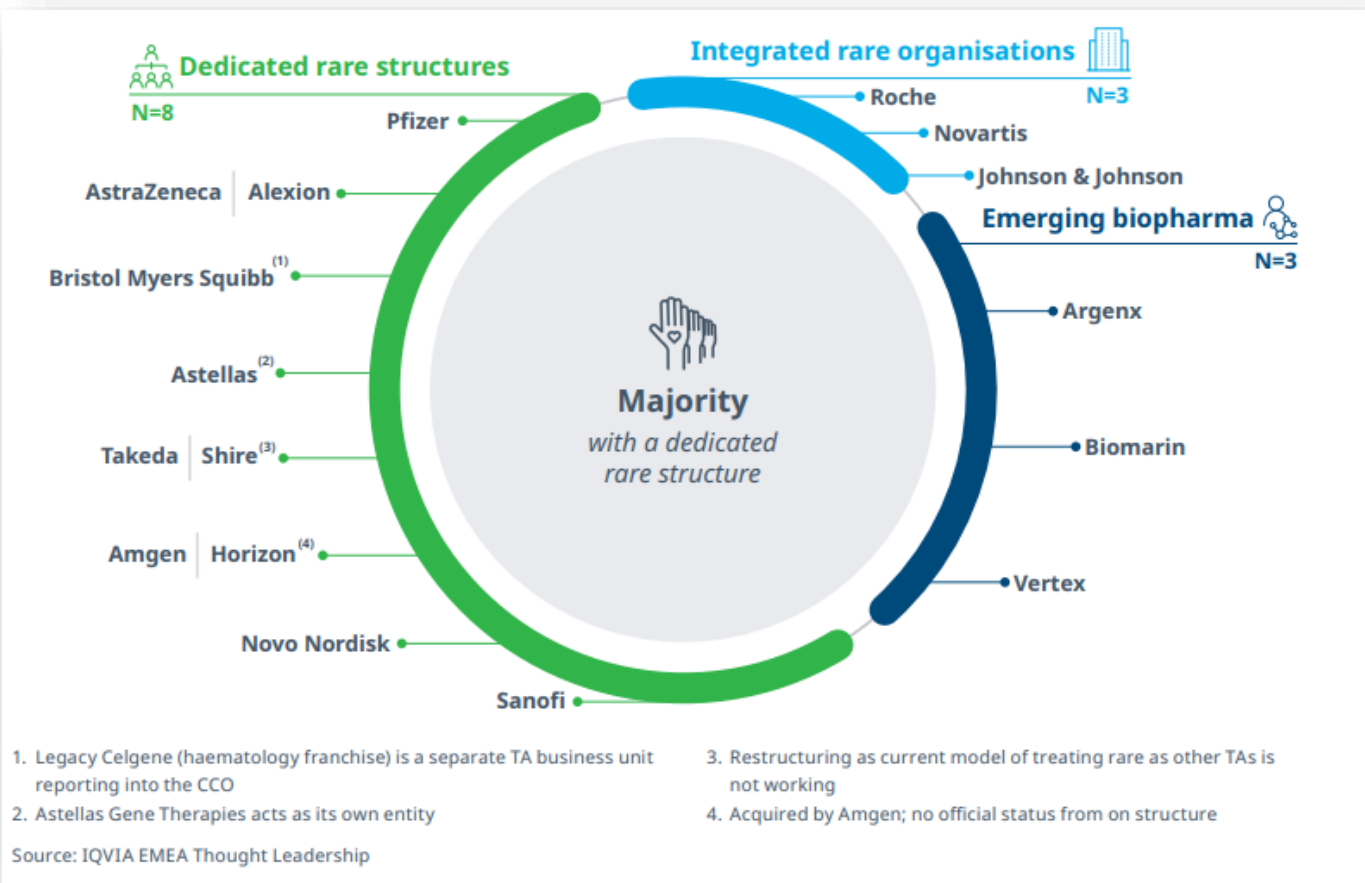 Dedicated rare structures
N=8
Integrated rare organisations
N=3
Pfizer
AstraZeneca | Alexion
Bristol Myers Squibb(1)
Astellas(2)
Takeda | Shire(3)
Amgen | Horizon(4)
Novo Nordisk
Sanofi
Roche
Novartis
Johnson & Johnson
Emerging biopharma
N=3
Argenx
Biomarin
Vertex
Majority
with a dedicated
rare structure
1. Legacy Celgene (haematology franchise) is a separate TA business unit
reporting into the CCO
2. Astellas Gene Therapies acts as its own entity
3. Restructuring as current model of treating rare as other TAs is
not working
4. Acquired by Amgen; no official status from on structure
Source: IQVIA EMEA Thought Leadership